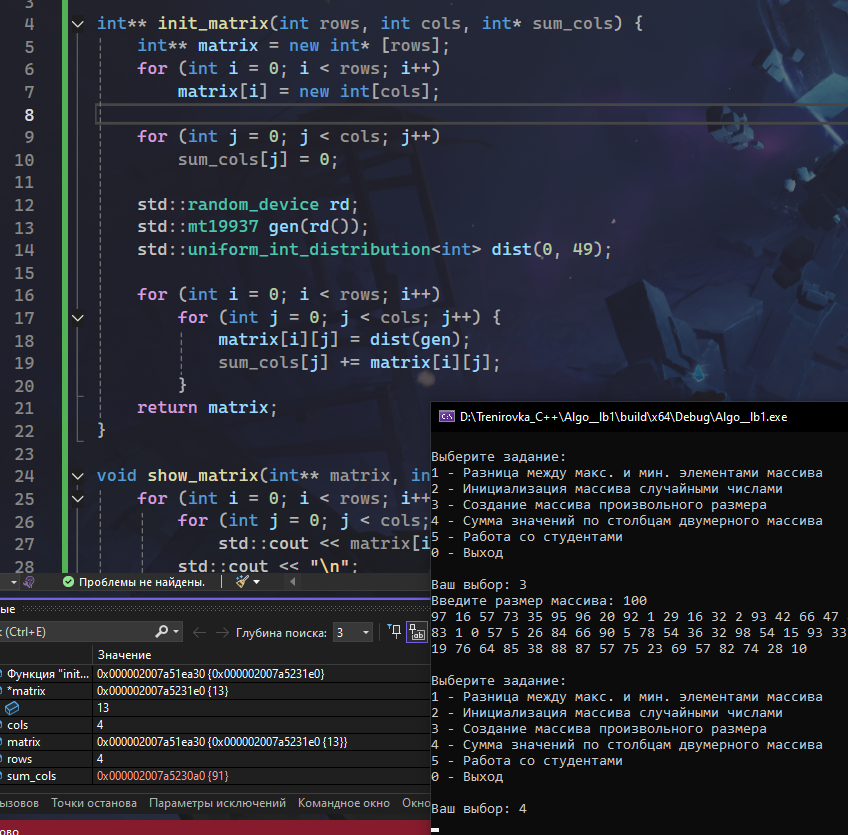 3
4 int** init_matrix(int rows, int cols, int* sum_cols) {
5 int** matrix = new int* [rows];
6 for (int i = 0; i < rows; i++)
7 matrix[i] = new int[cols];
8
9 for (int j = 0; j < cols; j++)
10 sum_cols[j] = 0;
11
12 std::random_device rd;
13 std::mt19937 gen(rd());
14 std::uniform_int_distribution<int> dist(0, 49);
15
16 for (int i = 0; i < rows; i++)
17 for (int j = 0; j < cols; j++) {
18 matrix[i][j] = dist(gen);
19 sum_cols[j] += matrix[i][j];
20 }
21 return matrix;
22 }
23
24 void show_matrix(int** matrix, in
25 for (int i = 0; i < rows; i++
26 for (int j = 0; j < cols;
27 std::cout << matrix[i
28 std::cout << "\n";
Проблемы не найдены.
ые
(Ctrl+E)
Глубина поиска: 3
Значение
Функция "init... 0x000002007a51ea30 {0x000002007a5231e0}
*matrix 0x000002007a5231e0 {13}
13
cols 4
matrix 0x000002007a51ea30 {0x000002007a5231e0 {13}}
rows 4
sum_cols 0x000002007a5230a0 {91}
ызовов Точки останова Параметры исключений Командное окно Окно
ово
D:\Trenirovka_C++\Algo__lb1\build\x64\Debug\Algo__lb1.exe
Выберите задание:
1 - Разница между макс. и мин. элементами массива
2 - Инициализация массива случайными числами
3 - Создание массива произвольного размера
4 - Сумма значений по столбцам двумерного массива
5 - Работа со студентами
0 - Выход
Ваш выбор: 3
Введите размер массива: 100
97 16 57 73 35 95 96 20 92 1 29 16 32 2 93 42 66 47
83 1 0 57 5 26 84 66 90 5 78 54 36 32 98 54 15 93 33
19 76 64 85 38 88 87 57 75 23 69 57 82 74 28 10
Выберите задание:
1 - Разница между макс. и мин. элементами массива
2 - Инициализация массива случайными числами
3 - Создание массива произвольного размера
4 - Сумма значений по столбцам двумерного массива
5 - Работа со студентами
0 - Выход
Ваш выбор: 4